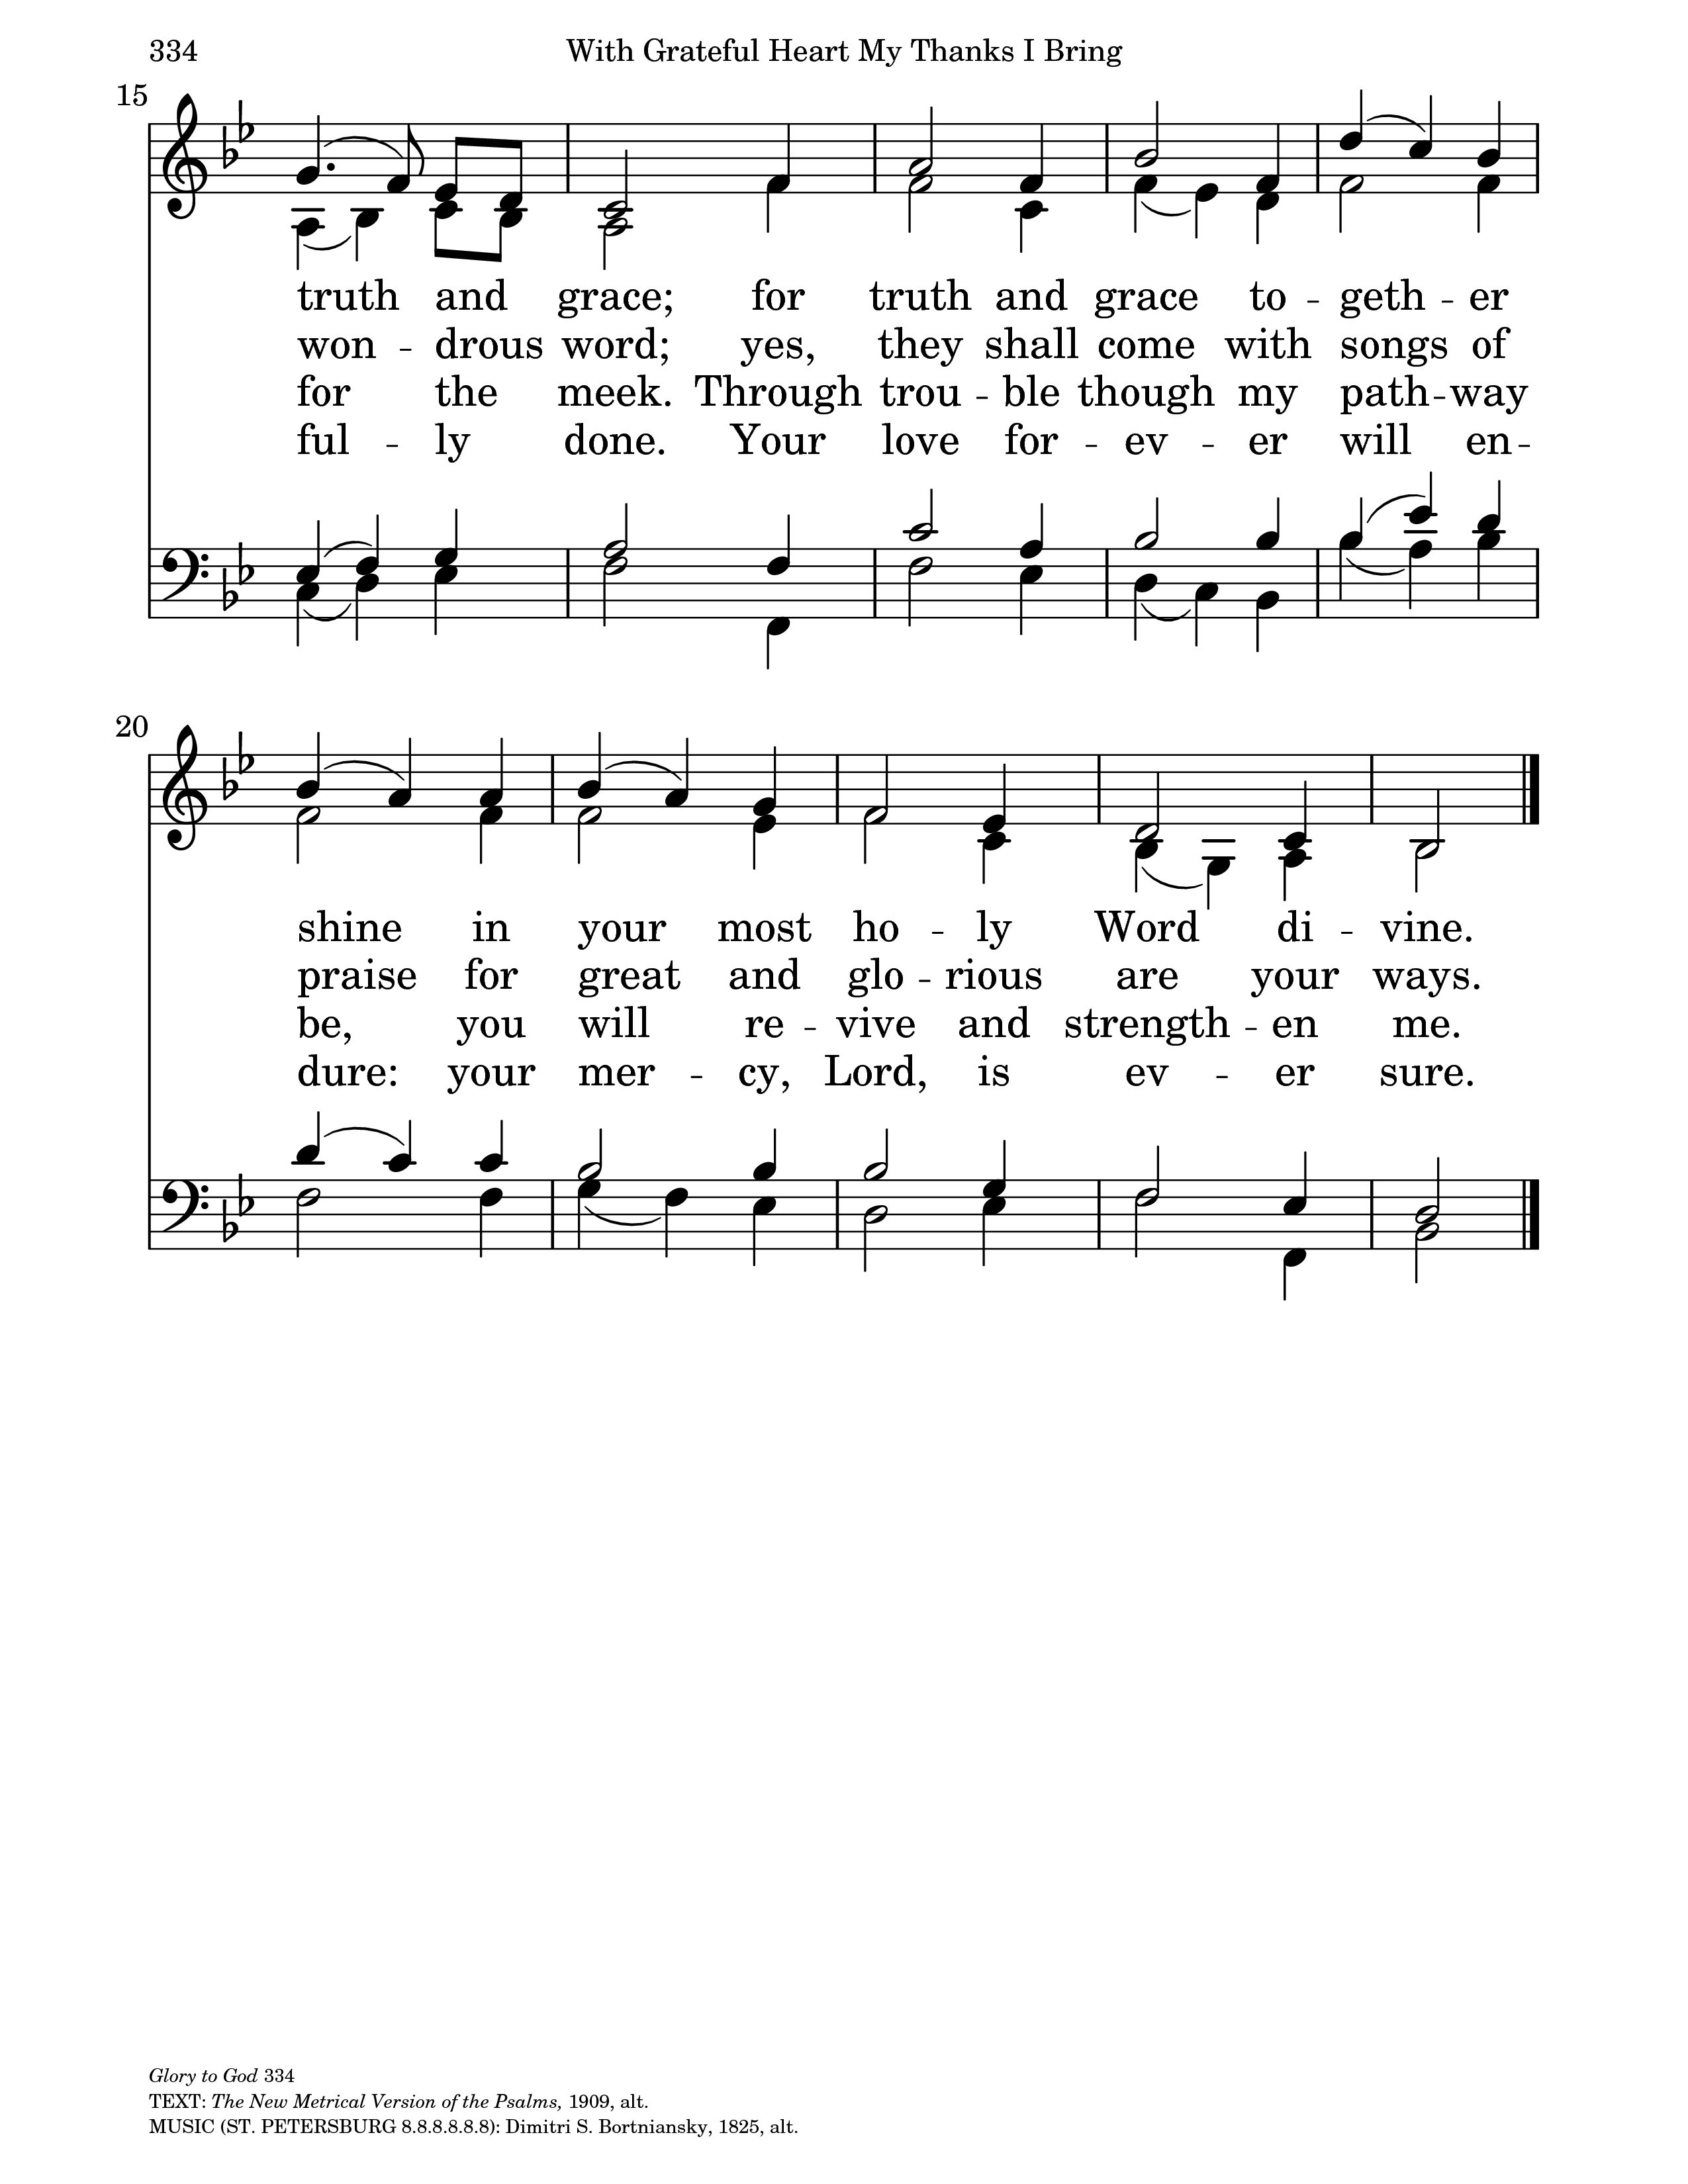 334 With Grateful Heart My Thanks I Bring
15
truth and grace; for truth and grace to - geth - er
won - drous word; yes, they shall come with songs of
for the meek. Through trou - ble though my path - way
ful - ly done. Your love for - ev - er will en -
20
shine in your most ho - ly Word di - vine.
praise for great and glo - rious are your ways.
be, you will re - vive and strength - en me.
dure: your mer - cy, Lord, is ev - er sure.
Glory to God 334
TEXT: The New Metrical Version of the Psalms, 1909, alt.
MUSIC (ST. PETERSBURG 8.8.8.8.8.8): Dimitri S. Bortniansky, 1825, alt.